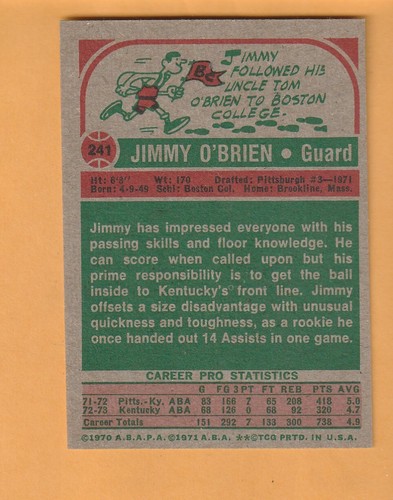 JIMMY
FOLLOWED HIS
UNCLE TOM
O'BRIEN TO BOSTON
COLLEGE.
BC
241 JIMMY O'BRIEN • Guard
Wt: 170 Drafted: Pittsburgh #3—1971
Born: 4-9-49 Schl: Boston Col. Home: Brookline, Mass.
Jimmy has impressed everyone with his
passing skills and floor knowledge. He
can score when called upon but his
prime responsibility is to get the ball
inside to Kentucky's front line. Jimmy
offsets a size disadvantage with unusual
quickness and toughness, as a rookie he
once handed out 14 Assists in one game.
CAREER PRO STATISTICS
G FG 3PT FT REB PTS AVG
71-72 Pitts.-Ky. ABA 83 166 7 65 208 418 5.0
72-73 Kentucky ABA 68 126 0 68 92 320 4.7
Career Totals 151 292 7 133 300 738 4.9
©1970 A.B.A.P.A. ©1971 A.B.A. **©TCG PRTD. IN U.S.A.